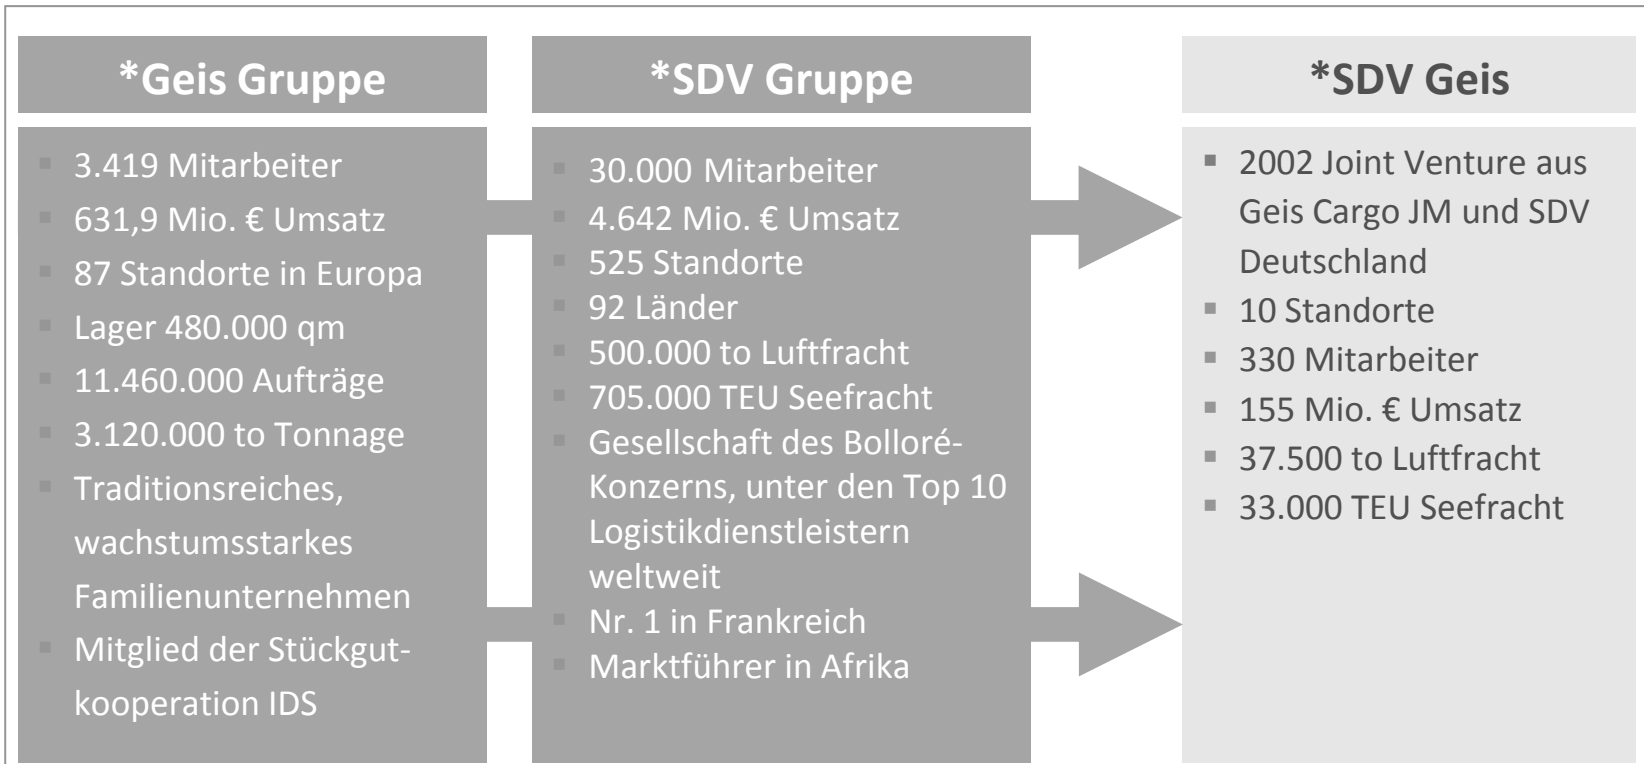 *Geis Gruppe
3.419 Mitarbeiter
631,9 Mio. € Umsatz
87 Standorte in Europa
Lager 480.000 qm
11.460.000 Aufträge
3.120.000 to Tonnage
Traditionsreiches,
wachstumsstarkes
Familienunternehmen
Mitglied der Stückgut-
kooperation IDS
*SDV Gruppe
30.000 Mitarbeiter
4.642 Mio. € Umsatz
525 Standorte
92 Länder
500.000 to Luftfracht
705.000 TEU Seefracht
Gesellschaft des Bolloré-
Konzerns, unter den Top 10
Logistikdienstleistern
weltweit
Nr. 1 in Frankreich
Marktführer in Afrika
*SDV Geis
2002 Joint Venture aus
Geis Cargo JM und SDV
Deutschland
10 Standorte
330 Mitarbeiter
155 Mio. € Umsatz
37.500 to Luftfracht
33.000 TEU Seefracht